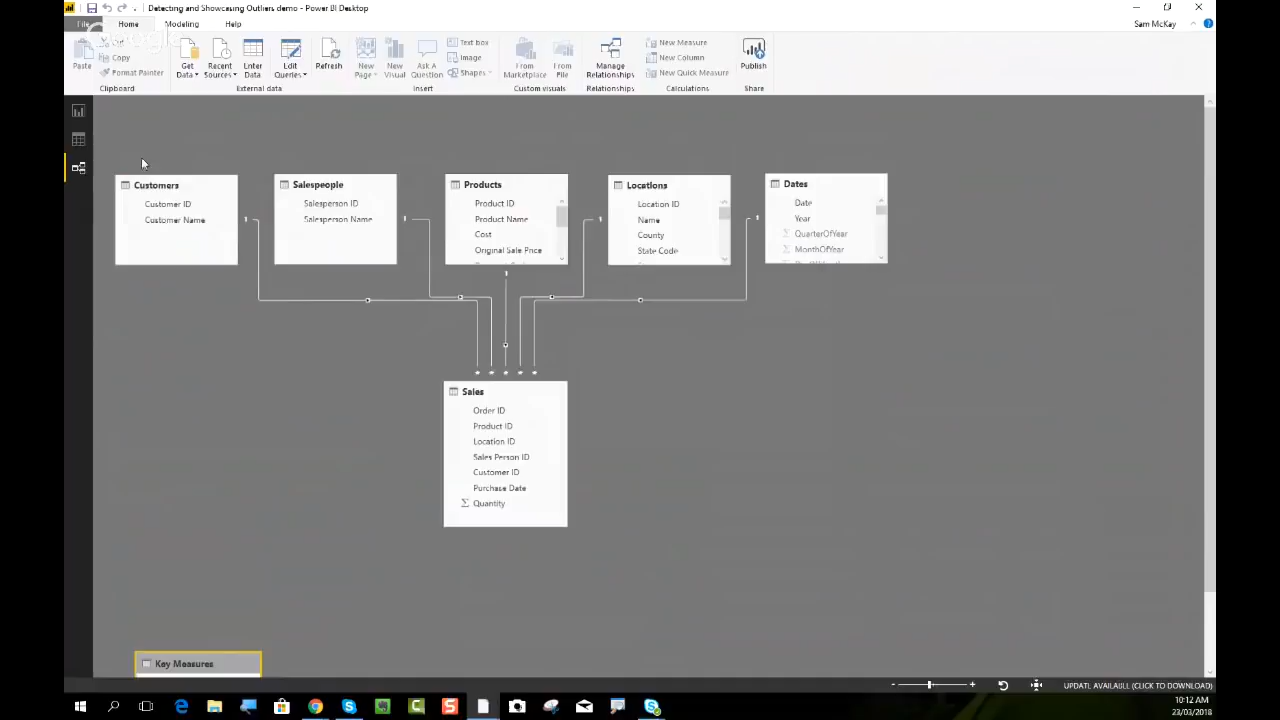 Detecting and Showcasing Outliers demo - Power BI Desktop
File Home Modeling Help Sam McKay
Google
Paste
Copy
Format Painter
Clipboard
Get Data
Recent Sources
Enter Data
Edit Queries
External data
Refresh
New Page
New Visual
Ask A Question
Text box
Image
Shapes
Insert
From Marketplace
From File
Custom visuals
Manage Relationships
Relationships
New Measure
New Column
New Quick Measure
Calculations
Publish
Share
Customers
Customer ID
Customer Name
Salespeople
Salesperson ID
Salesperson Name
Products
Product ID
Product Name
Cost
Original Sale Price
Locations
Location ID
Name
County
State Code
Dates
Date
Year
QuarterOfYear
MonthOfYear
1 1 1 1 1
* * * * *
Sales
Order ID
Product ID
Location ID
Sales Person ID
Customer ID
Purchase Date
Σ Quantity
Key Measures
UPDATE AVAILABLE (CLICK TO DOWNLOAD)
10:12 AM
23/03/2018